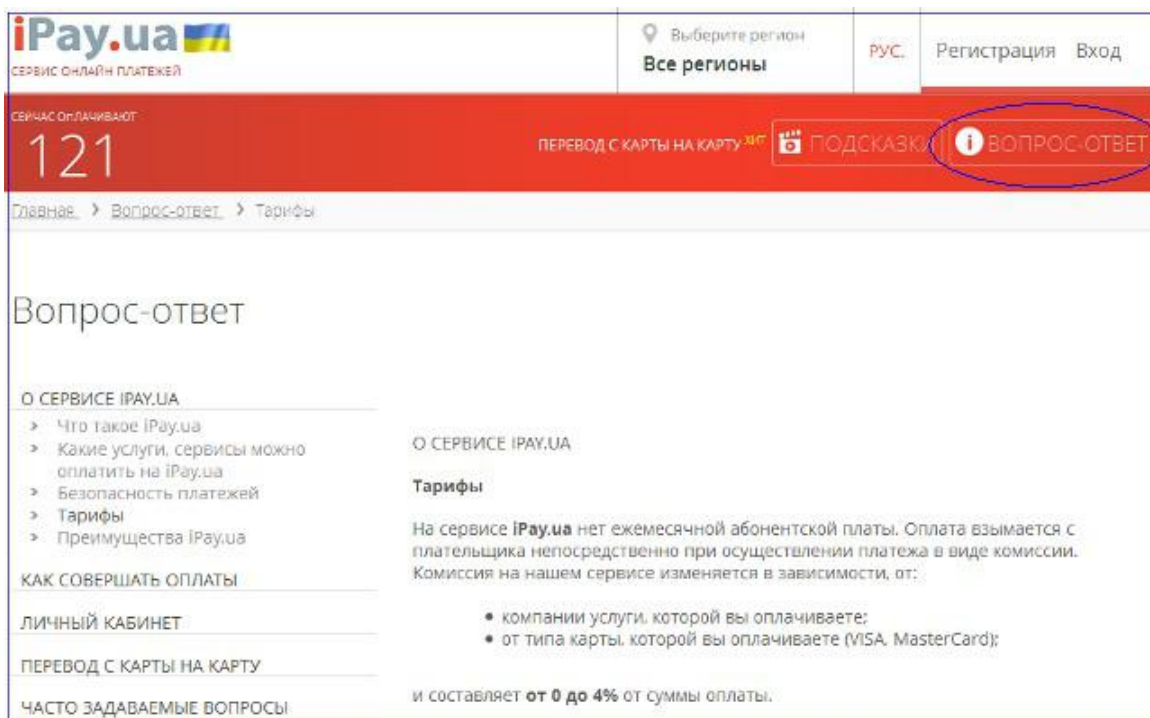 iPay.ua
СЕРВИС ОНЛАЙН ПЛАТЕЖЕЙ
Выберите регион
Все регионы
РУС.
Регистрация Вход
СЕЙЧАС ОПЛАЧИВАЮТ
121
ПЕРЕВОД С КАРТЫ НА КАРТУ ХИТ
ПОДСКАЗКА
ВОПРОС-ОТВЕТ
Главная > Вопрос-ответ > Тарифы
Вопрос-ответ
О СЕРВИСЕ IPAY.UA
> Что такое iPay.ua
> Какие услуги, сервисы можно
оплатить на iPay.ua
> Безопасность платежей
> Тарифы
> Преимущества iPay.ua
КАК СОВЕРШАТЬ ОПЛАТЫ
ЛИЧНЫЙ КАБИНЕТ
ПЕРЕВОД С КАРТЫ НА КАРТУ
ЧАСТО ЗАДАВАЕМЫЕ ВОПРОСЫ
О СЕРВИСЕ IPAY.UA
Тарифы
На сервисе iPay.ua нет ежемесячной абонентской платы. Оплата взымается с
плательщика непосредственно при осуществлении платежа в виде комиссии.
Комиссия на нашем сервисе изменяется в зависимости, от:
• компании услуги, которой вы оплачиваете;
• от типа карты, которой вы оплачиваете (VISA, MasterCard);
и составляет от 0 до 4% от суммы оплаты.